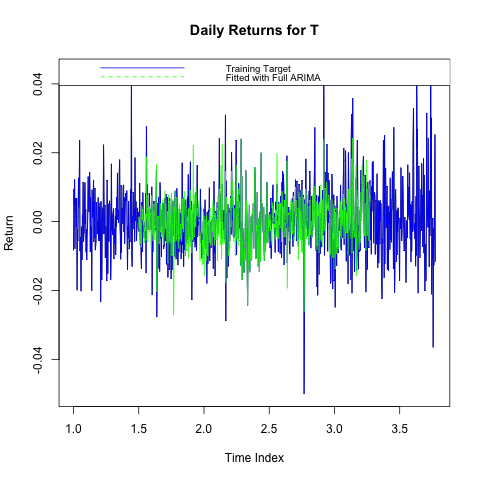 Daily Returns for T
Training Target
Fitted with Full ARIMA
Return
0.04
0.02
0.00
-0.02
-0.04
1.0 1.5 2.0 2.5 3.0 3.5
Time Index